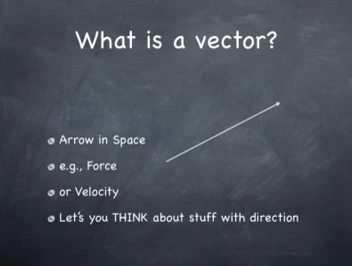 What is a vector?
Arrow in Space
e.g., Force
or Velocity
Let's you THINK about stuff with direction